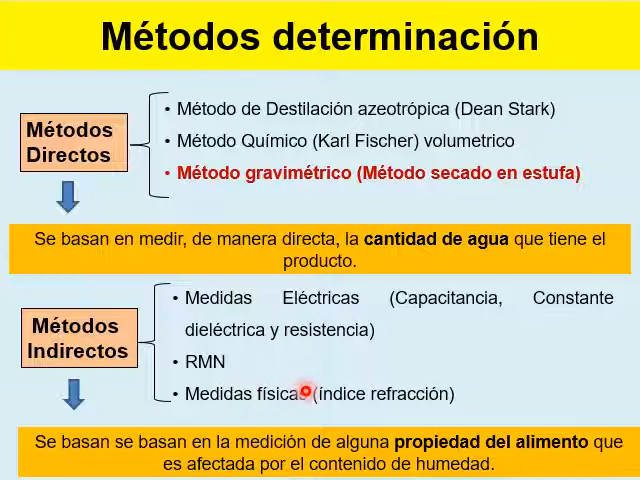 Métodos determinación
Métodos
Directos
• Método de Destilación azeotrópica (Dean Stark)
• Método Químico (Karl Fischer) volumetrico
• Método gravimétrico (Método secado en estufa)
Se basan en medir, de manera directa, la cantidad de agua que tiene el
producto.
Métodos
Indirectos
• Medidas Eléctricas (Capacitancia, Constante
dieléctrica y resistencia)
• RMN
• Medidas físicas (índice refracción)
Se basan se basan en la medición de alguna propiedad del alimento que
es afectada por el contenido de humedad.